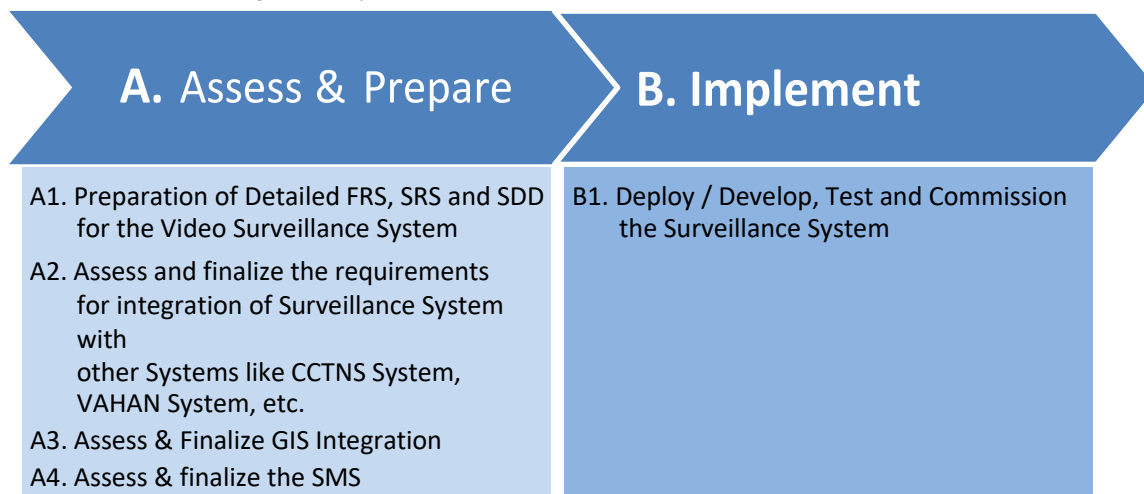 A. Assess & Prepare
B. Implement
A1. Preparation of Detailed FRS, SRS and SDD
for the Video Surveillance System
A2. Assess and finalize the requirements
for integration of Surveillance System
with
other Systems like CCTNS System,
VAHAN System, etc.
A3. Assess & Finalize GIS Integration
A4. Assess & finalize the SMS
B1. Deploy / Develop, Test and Commission
the Surveillance System